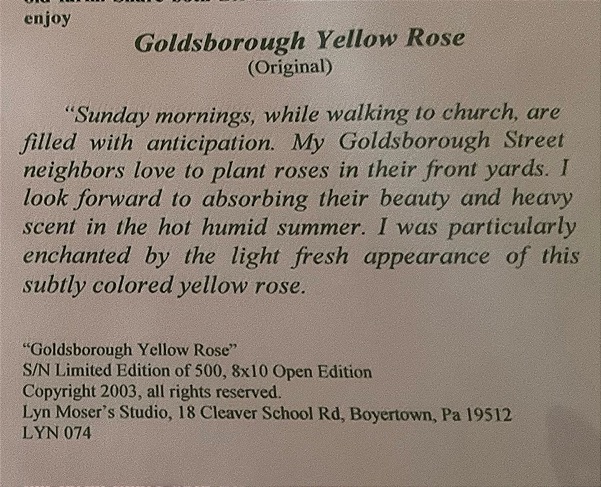 enjoy
Goldsborough Yellow Rose
(Original)
"Sunday mornings, while walking to church, are
filled with anticipation. My Goldsborough Street
neighbors love to plant roses in their front yards. I
look forward to absorbing their beauty and heavy
scent in the hot humid summer. I was particularly
enchanted by the light fresh appearance of this
subtly colored yellow rose.
"Goldsborough Yellow Rose"
S/N Limited Edition of 500, 8x10 Open Edition
Copyright 2003, all rights reserved.
Lyn Moser's Studio, 18 Cleaver School Rd, Boyertown, Pa 19512
LYN 074